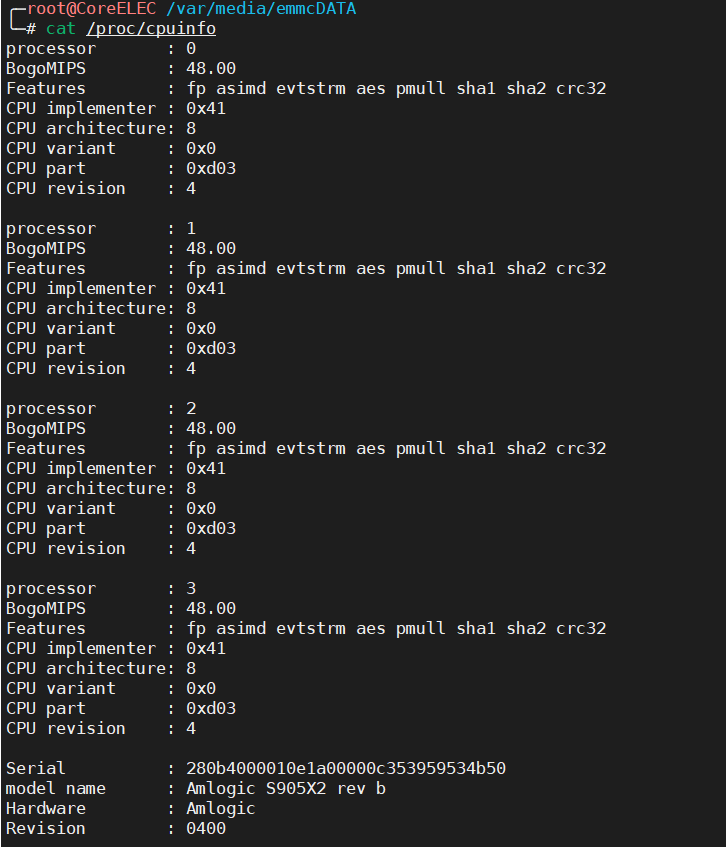 root@CoreELEC /var/media/emmcDATA
# cat /proc/cpuinfo
processor : 0
BogoMIPS : 48.00
Features : fp asimd evtstrm aes pmull sha1 sha2 crc32
CPU implementer : 0x41
CPU architecture: 8
CPU variant : 0x0
CPU part : 0xd03
CPU revision : 4
processor : 1
BogoMIPS : 48.00
Features : fp asimd evtstrm aes pmull sha1 sha2 crc32
CPU implementer : 0x41
CPU architecture: 8
CPU variant : 0x0
CPU part : 0xd03
CPU revision : 4
processor : 2
BogoMIPS : 48.00
Features : fp asimd evtstrm aes pmull sha1 sha2 crc32
CPU implementer : 0x41
CPU architecture: 8
CPU variant : 0x0
CPU part : 0xd03
CPU revision : 4
processor : 3
BogoMIPS : 48.00
Features : fp asimd evtstrm aes pmull sha1 sha2 crc32
CPU implementer : 0x41
CPU architecture: 8
CPU variant : 0x0
CPU part : 0xd03
CPU revision : 4
Serial : 280b4000010e1a00000c353959534b50
model name : Amlogic S905X2 rev b
Hardware : Amlogic
Revision : 0400